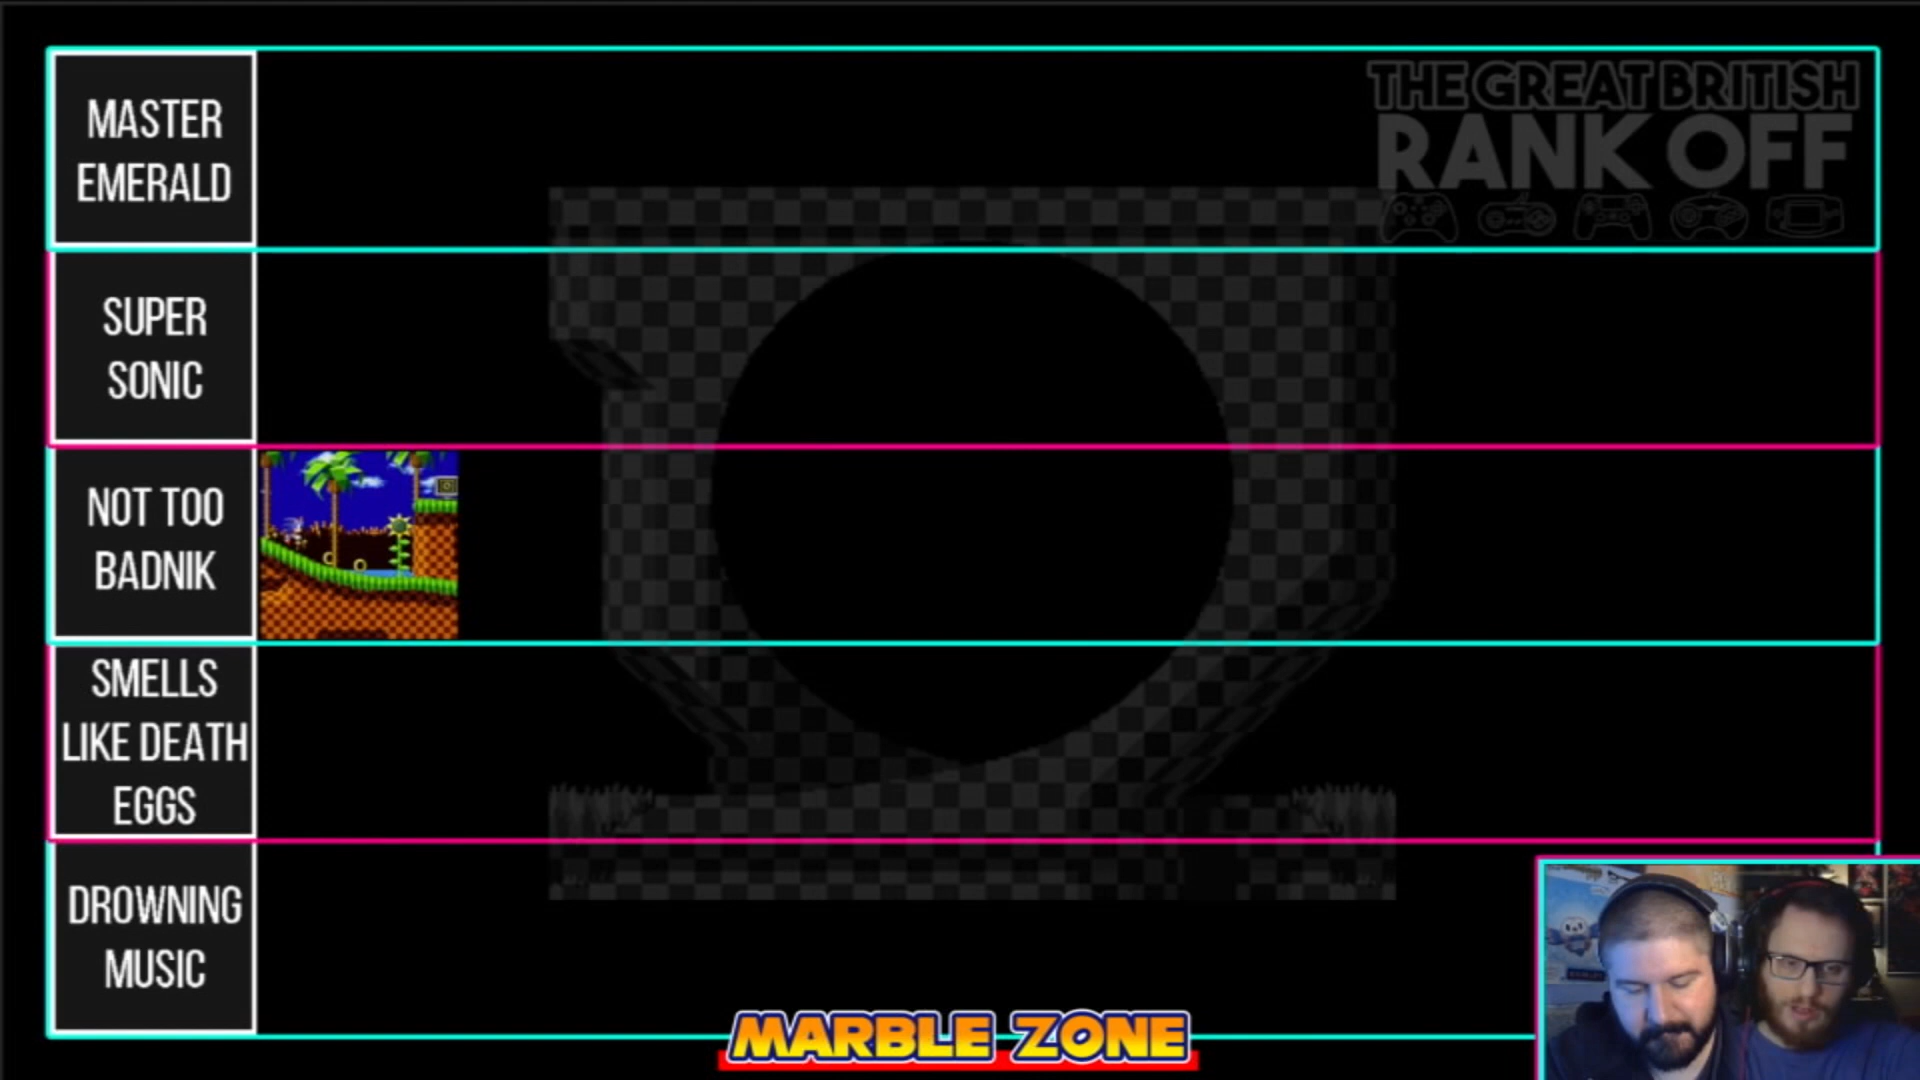 MASTER
EMERALD
THE GREAT BRITISH
RANK OFF
SUPER
SONIC
NOT TOO
BADNIK
SMELLS
LIKE DEATH
EGGS
DROWNING
MUSIC
MARBLE ZONE